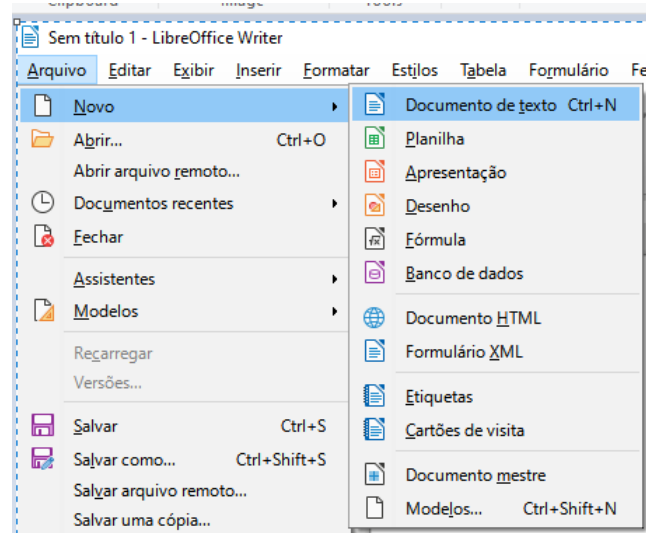 Sem título 1 - LibreOffice Writer
Arquivo Editar Exibir Inserir Formatar Estilos Tabela Formulário Fe
Novo
Abrir... Ctrl+O
Abrir arquivo remoto...
Documentos recentes
Fechar
Assistentes
Modelos
Recarregar
Versões...
Salvar Ctrl+S
Salvar como... Ctrl+Shift+S
Salvar arquivo remoto...
Salvar uma cópia...
Documento de texto Ctrl+N
Planilha
Apresentação
Desenho
Fórmula
Banco de dados
Documento HTML
Formulário XML
Etiquetas
Cartões de visita
Documento mestre
Modelos... Ctrl+Shift+N